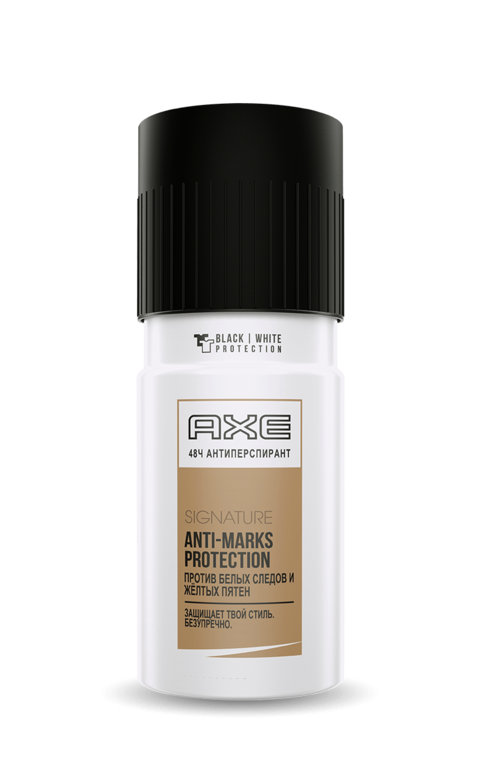 BLACK | WHITE
PROTECTION
AXE
48Ч АНТИПЕРСПИРАНТ
SIGNATURE
ANTI-MARKS
PROTECTION
ПРОТИВ БЕЛЫХ СЛЕДОВ И
ЖЁЛТЫХ ПЯТЕН
ЗАЩИЩАЕТ ТВОЙ СТИЛЬ.
БЕЗУПРЕЧНО.